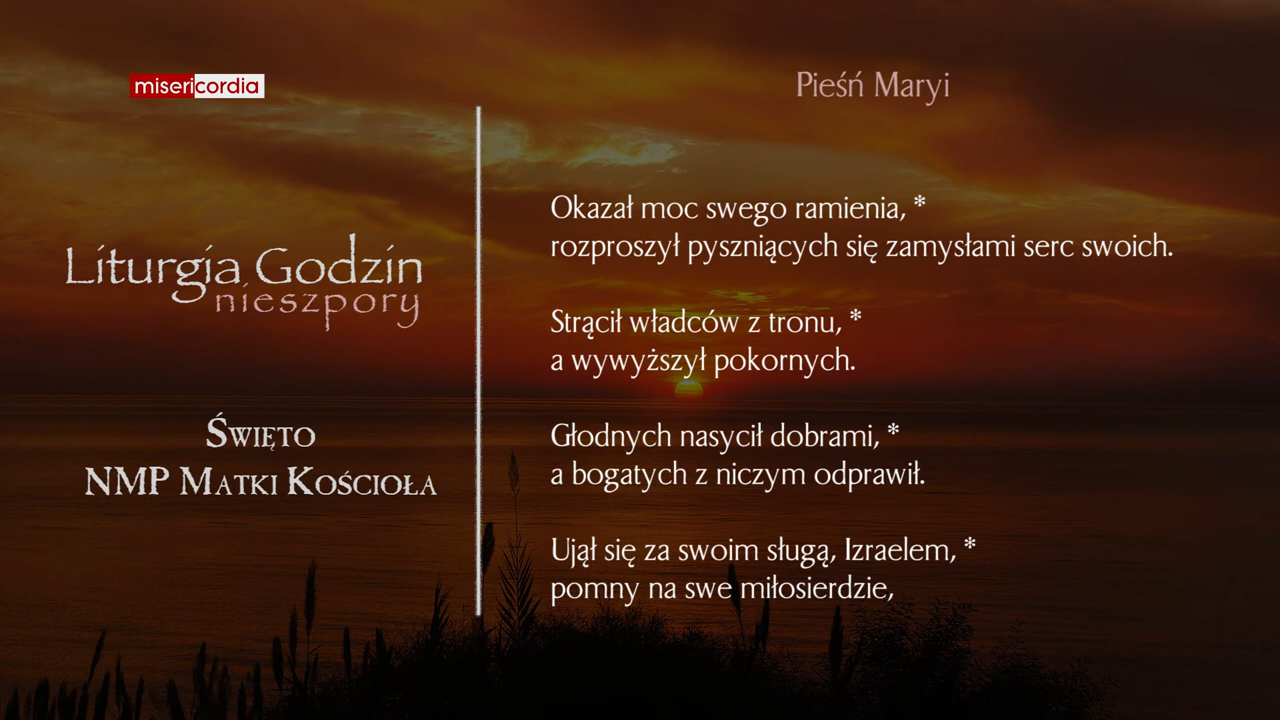 misericordia
Liturgia Godzin
nieszpory
Święto
NMP Matki Kościoła
Pieśń Maryi
Okazał moc swego ramienia, *
rozproszył pyszniących się zamysłami serc swoich.
Strącił władców z tronu, *
a wywyższył pokornych.
Głodnych nasycił dobrami, *
a bogatych z niczym odprawił.
Ujął się za swoim sługą, Izraelem, *
pomny na swe miłosierdzie,